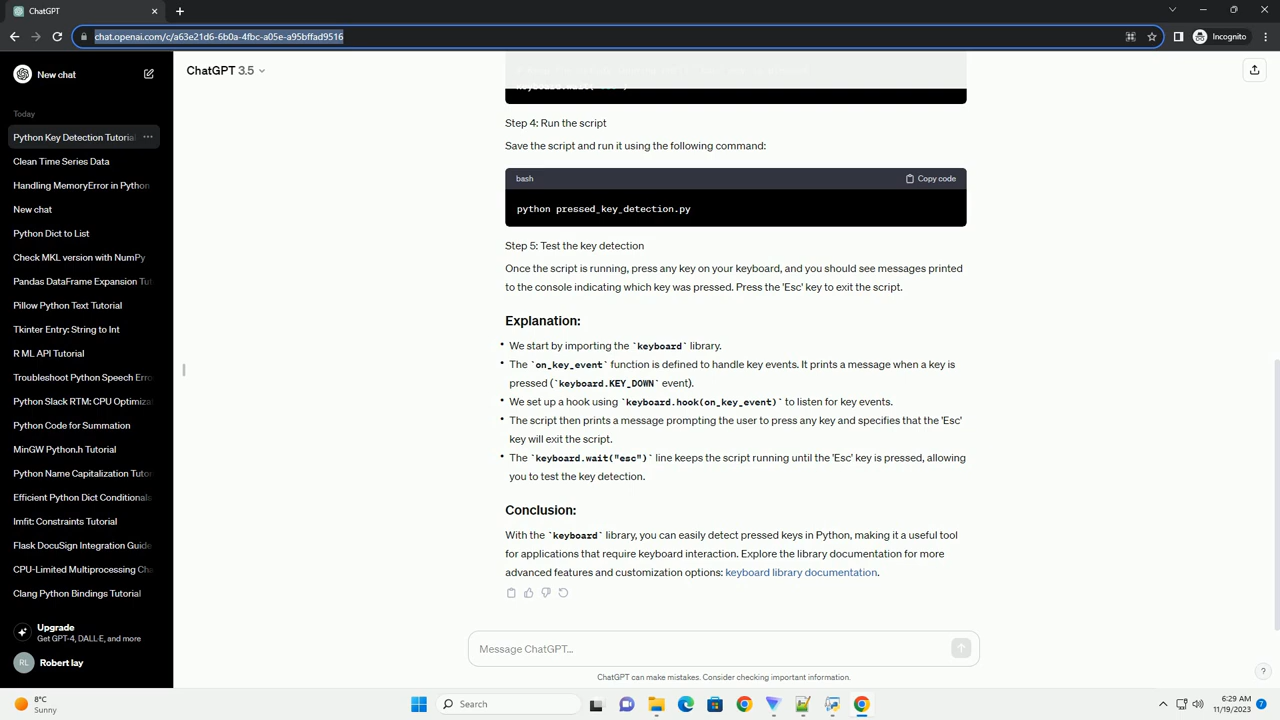 ChatGPT
chat.openai.com/c/a63e21d6-6b0a-4fbc-a05e-a95bffad9516
Incognito
New chat
ChatGPT 3.5
Today
Python Key Detection Tutorial
Clean Time Series Data
Handling MemoryError in Python
New chat
Python Dict to List
Check MKL version with NumPy
Pandas DataFrame Expansion Tut
Pillow Python Text Tutorial
Tkinter Entry: String to Int
R ML API Tutorial
Troubleshoot Python Speech Erro
Python Slack RTM: CPU Optimiza
Python Code for Summation
MinGW Python.h Tutorial
Python Name Capitalization Tutor
Efficient Python Exist Conditions
lmfit: Constraints Tutorial
Flask DocuSign Integration Guide
CPU-Limited Multiprocessing Cha
Clang Python Bindings Tutorial
Upgrade
Get GPT-4, DALL·E, and more
RL Robert lay
Step 4: Run the script
Save the script and run it using the following command:
bash
Copy code
python pressed_key_detection.py
Step 5: Test the key detection
Once the script is running, press any key on your keyboard, and you should see messages printed
to the console indicating which key was pressed. Press the 'Esc' key to exit the script.
Explanation:
• We start by importing the `keyboard` library.
• The `on_key_event` function is defined to handle key events. It prints a message when a key is
pressed (`keyboard.KEY_DOWN` event).
• We set up a hook using `keyboard.hook(on_key_event)` to listen for key events.
• The script then prints a message prompting the user to press any key and specifies that the 'Esc'
key will exit the script.
• The `keyboard.wait("esc")` line keeps the script running until the 'Esc' key is pressed, allowing
you to test the key detection.
Conclusion:
With the `keyboard` library, you can easily detect pressed keys in Python, making it a useful tool
for applications that require keyboard interaction. Explore the library documentation for more
advanced features and customization options: keyboard library documentation.
Message ChatGPT...
ChatGPT can make mistakes. Consider checking important information.
?
8°C
Sunny
Search
6:29 AM
11/19/2023
7